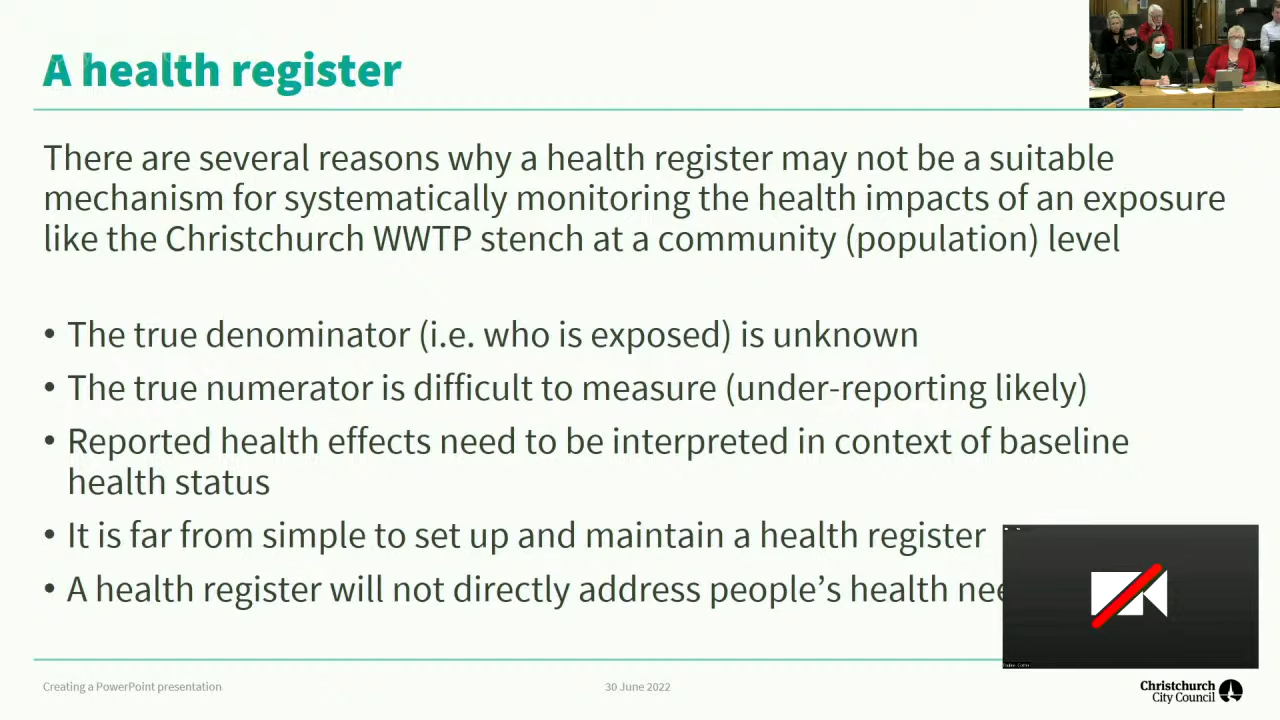 A health register
There are several reasons why a health register may not be a suitable
mechanism for systematically monitoring the health impacts of an exposure
like the Christchurch WWTP stench at a community (population) level
• The true denominator (i.e. who is exposed) is unknown
• The true numerator is difficult to measure (under-reporting likely)
• Reported health effects need to be interpreted in context of baseline
health status
• It is far from simple to set up and maintain a health register
• A health register will not directly address people’s health nee
Creating a PowerPoint presentation
30 June 2022
Christchurch
City Council